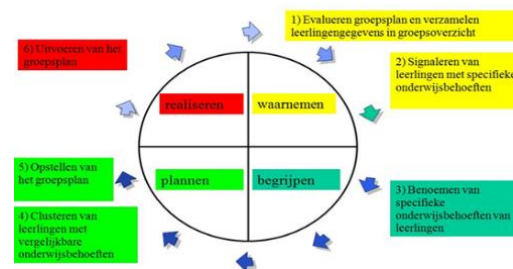 1) Evalueren groepsplan en verzamelen
leerlingengegevens in groepsoverzicht
6) Uitvoeren van het
groepsplan
2) Signaleren van
leerlingen met specifieke
onderwijsbehoeften
realiseren
waarnemen
5) Opstellen van
het groepsplan
plannen
begrijpen
3) Benoemen van
specifieke
onderwijsbehoeften van
leerlingen
4) Clusteren van
leerlingen met
vergelijkbare
onderwijsbehoeften